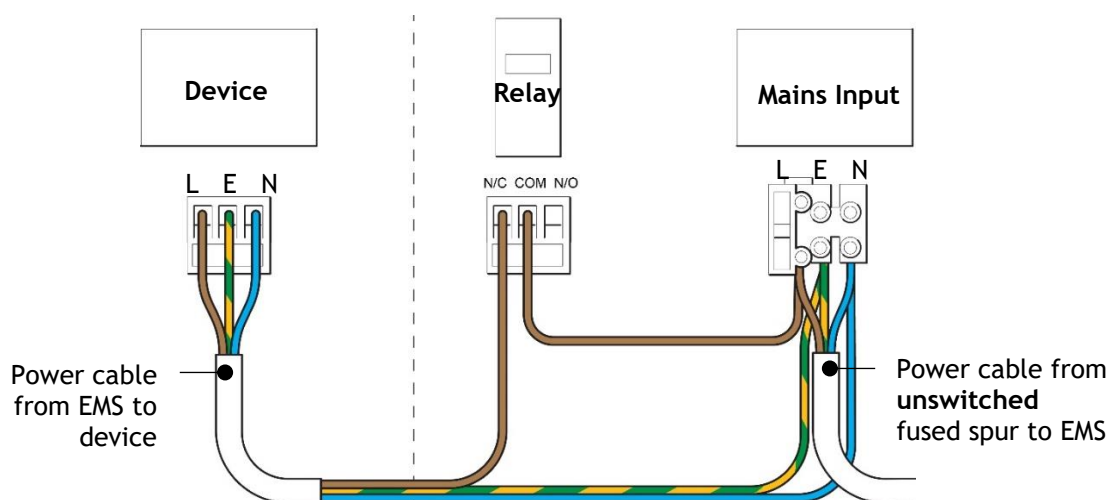 Device
Relay
Mains Input
L E N
N/C COM N/O
L E N
Power cable
from EMS to
device
Power cable from
unswitched
fused spur to EMS